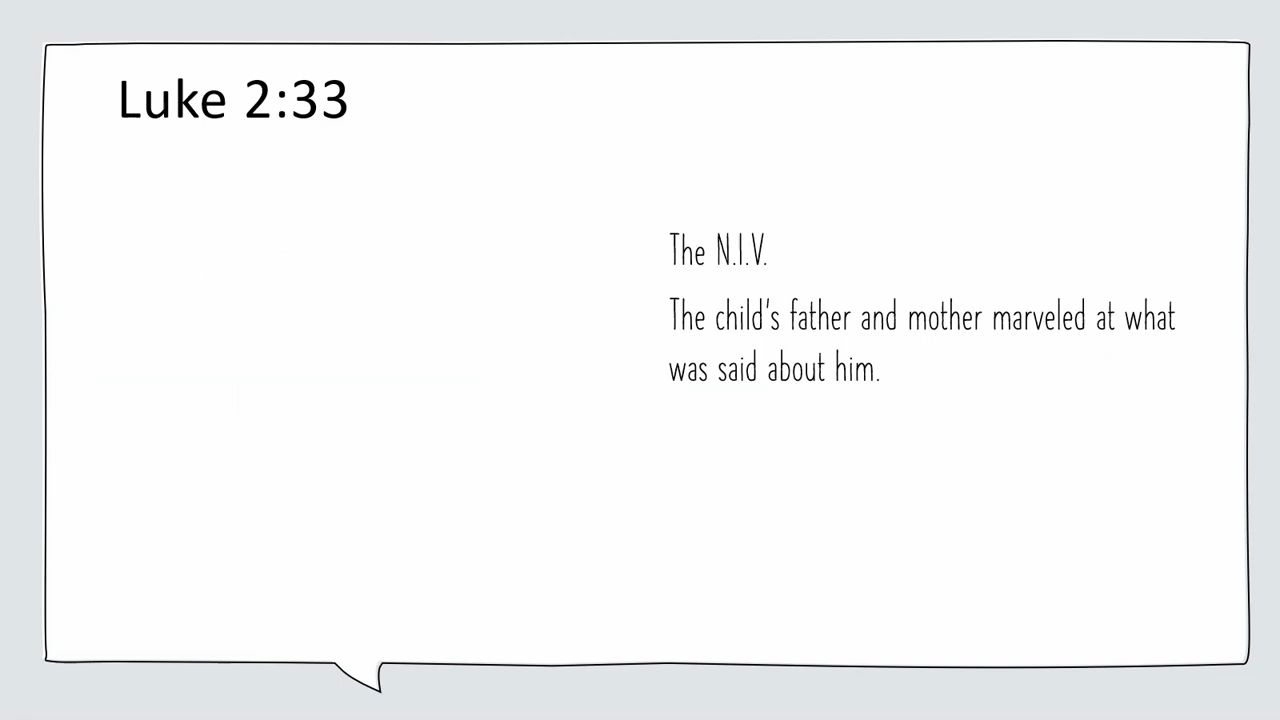 Luke 2:33
The N.I.V.
The child's father and mother marveled at what
was said about him.